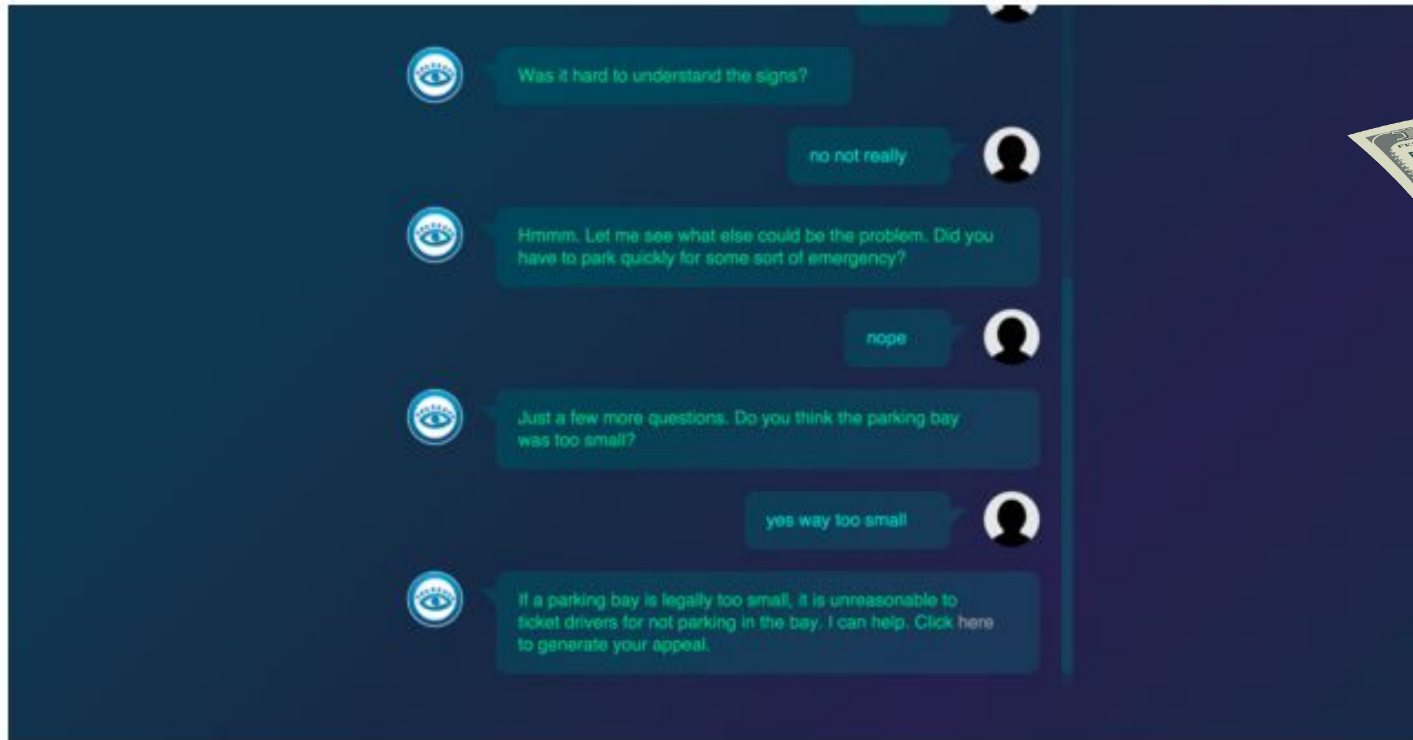 Was it hard to understand the signs?
no not really
Hmmm. Let me see what else could be the problem. Did you
have to park quickly for some sort of emergency?
nope
Just a few more questions. Do you think the parking bay
was too small?
yes way too small
If a parking bay is legally too small, it is unreasonable to
ticket drivers for not parking in the bay. I can help. Click here
to generate your appeal.